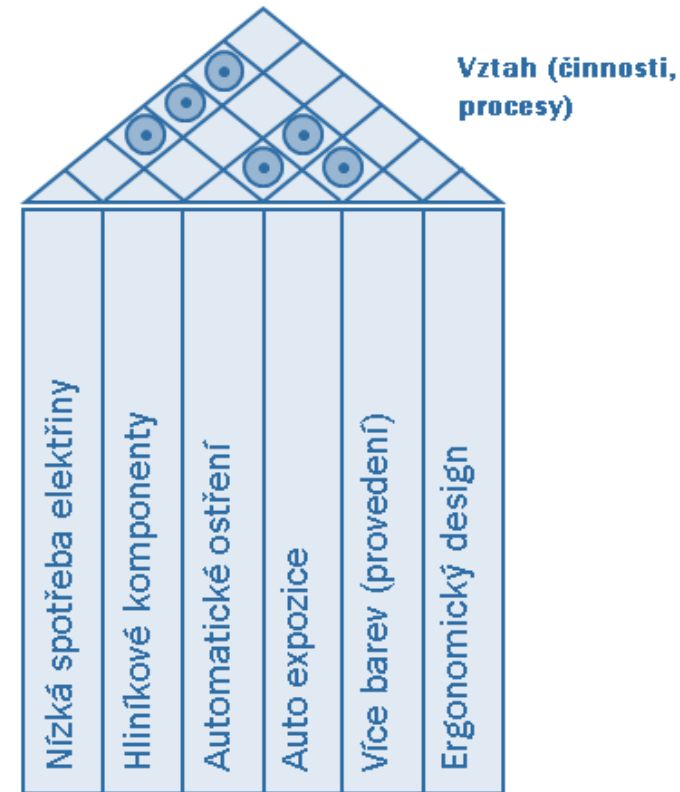 Vztah (činnosti,
procesy)
Nízká spotřeba elektřiny
Hliníkové komponenty
Automatické ostření
Auto expozice
Více barev (provedení)
Ergonomický design